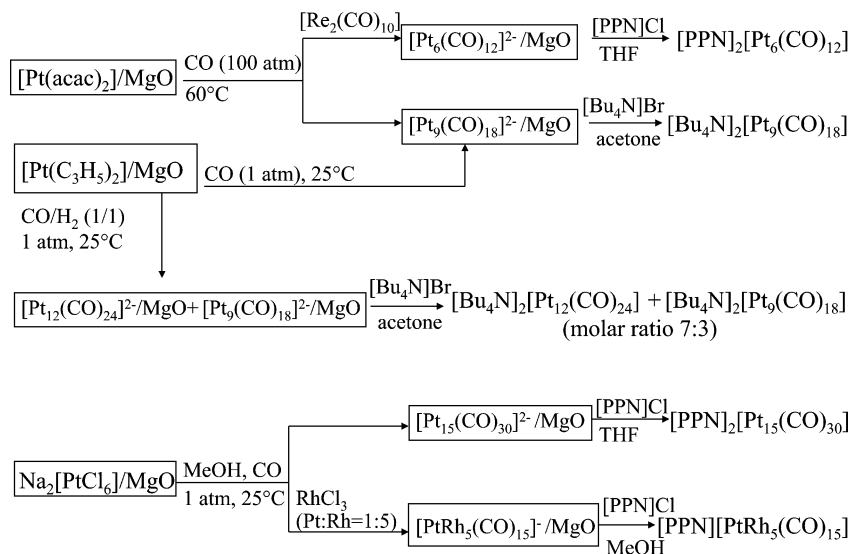 [Re₂(CO)₁₀]
[Pt₆(CO)₁₂]²⁻/MgO
[PPN]Cl
THF
[PPN]₂[Pt₆(CO)₁₂]
[Pt(acac)₂]/MgO
CO (100 atm)
60°C
[Pt₉(CO)₁₈]²⁻/MgO
[Bu₄N]Br
acetone
[Bu₄N]₂[Pt₉(CO)₁₈]
[Pt(C₃H₅)₂]/MgO
CO (1 atm), 25°C
CO/H₂ (1/1)
1 atm, 25°C
[Pt₁₂(CO)₂₄]²⁻/MgO+ [Pt₉(CO)₁₈]²⁻/MgO
[Bu₄N]Br
acetone
[Bu₄N]₂[Pt₁₂(CO)₂₄] + [Bu₄N]₂[Pt₉(CO)₁₈]
(molar ratio 7:3)
Na₂[PtCl₆]/MgO
MeOH, CO
1 atm, 25°C
[Pt₁₅(CO)₃₀]²⁻/MgO
[PPN]Cl
THF
[PPN]₂[Pt₁₅(CO)₃₀]
RhCl₃
(Pt:Rh=1:5)
[PtRh₅(CO)₁₅]⁻/MgO
[PPN]Cl
MeOH
[PPN][PtRh₅(CO)₁₅]